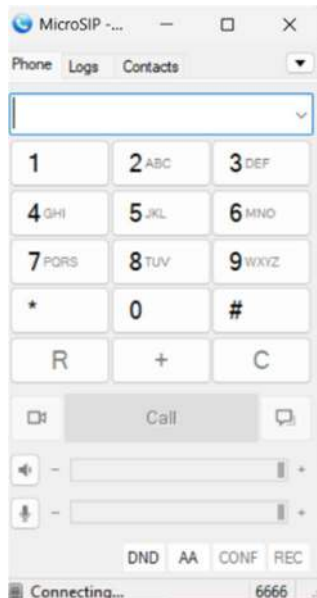 MicroSIP -...
Phone Logs Contacts
1 2 ABC 3 DEF
4 GHI 5 JKL 6 MNO
7 PQRS 8 TUV 9 WXYZ
* 0 #
R + C
Call
- +
- +
DND AA CONF REC
Connecting... 6666